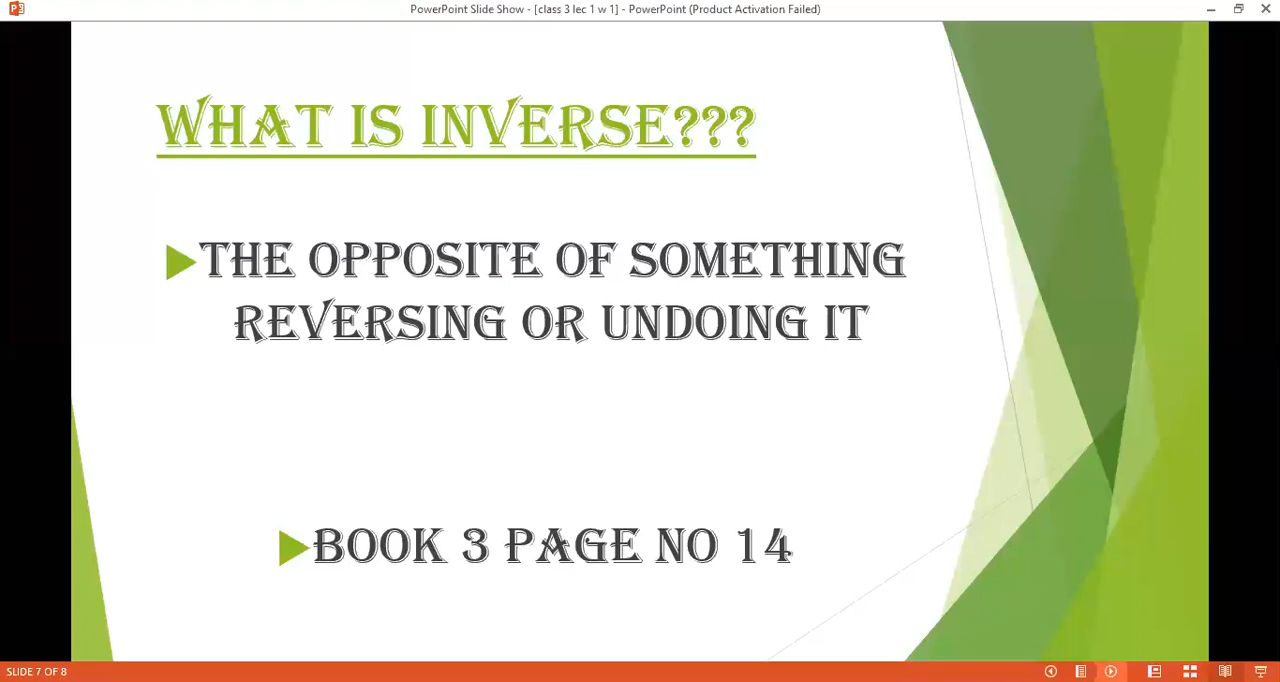 PowerPoint Slide Show - [class 3 lec 1 w 1] - PowerPoint (Product Activation Failed)
WHAT IS INVERSE???
THE OPPOSITE OF SOMETHING
REVERSING OR UNDOING IT
BOOK 3 PAGE NO 14
SLIDE 7 OF 8